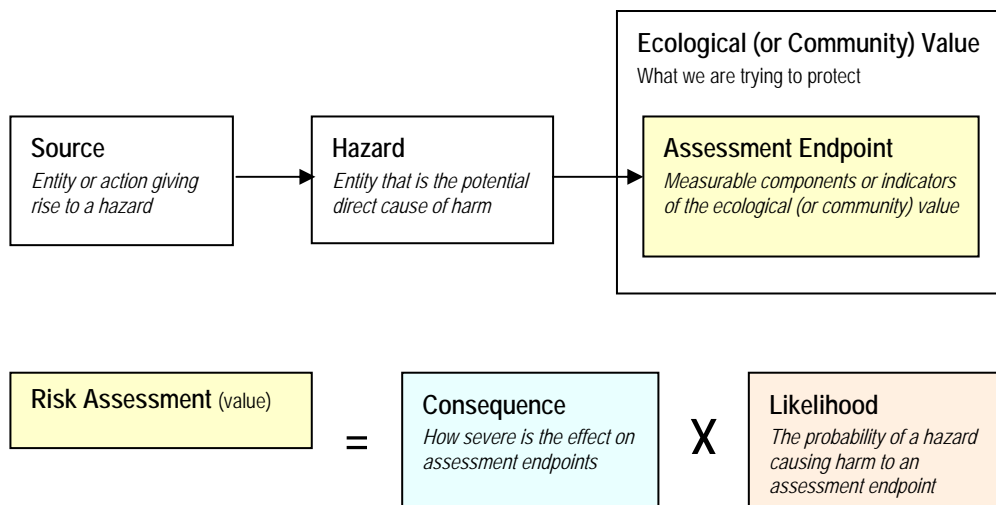 Ecological (or Community) Value
What we are trying to protect
Source
Entity or action giving
rise to a hazard
Hazard
Entity that is the potential
direct cause of harm
Assessment Endpoint
Measurable components or indicators
of the ecological (or community) value
Risk Assessment (value)
=
Consequence
How severe is the effect on
assessment endpoints
X
Likelihood
The probability of a hazard
causing harm to an
assessment endpoint